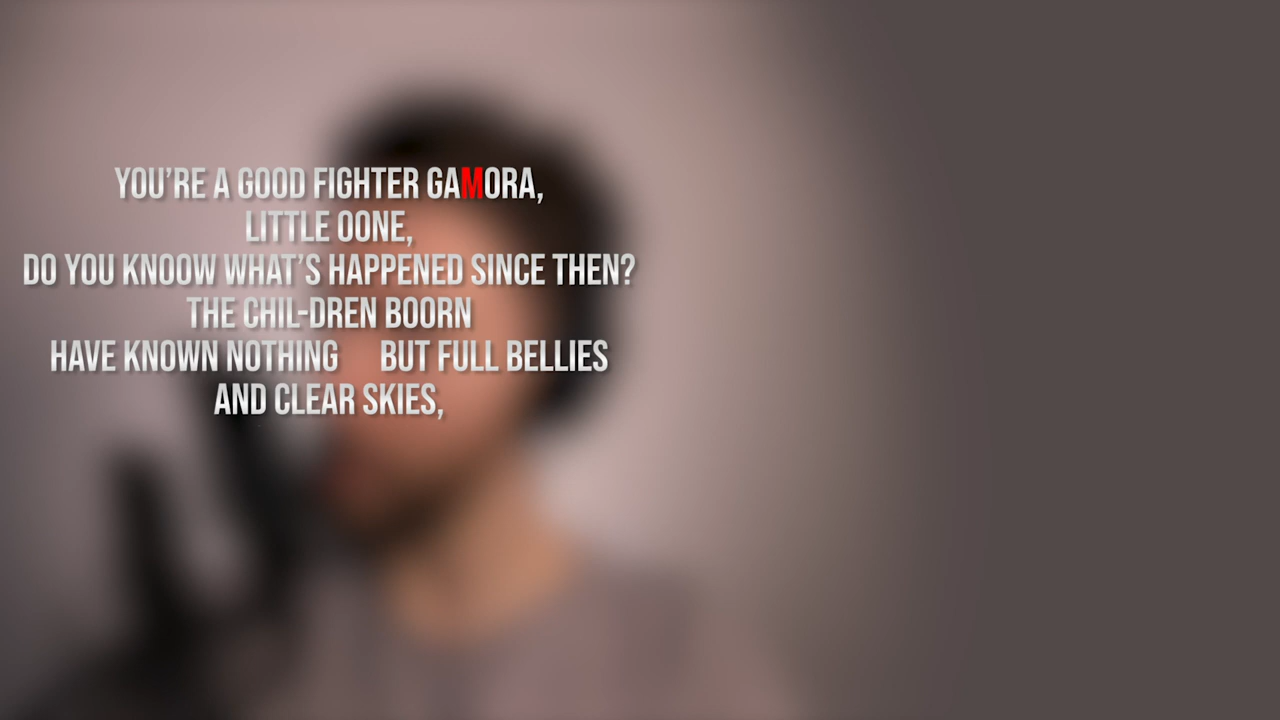 YOU'RE A GOOD FIGHTER GAMORA,
LITTLE OONE,
DO YOU KNOOW WHAT'S HAPPENED SINCE THEN?
THE CHIL-DREN BOORN
HAVE KNOWN NOTHING BUT FULL BELLIES
AND CLEAR SKIES,